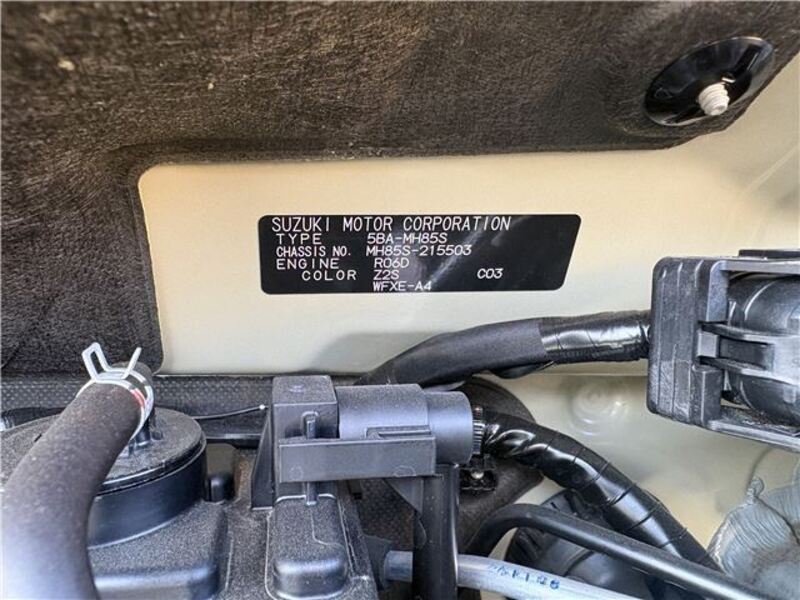 SUZUKI MOTOR CORPORATION
TYPE 5BA-MH85S
CHASSIS NO. MH85S-215503
ENGINE R06D
COLOR Z2S C03
WFXE-A4